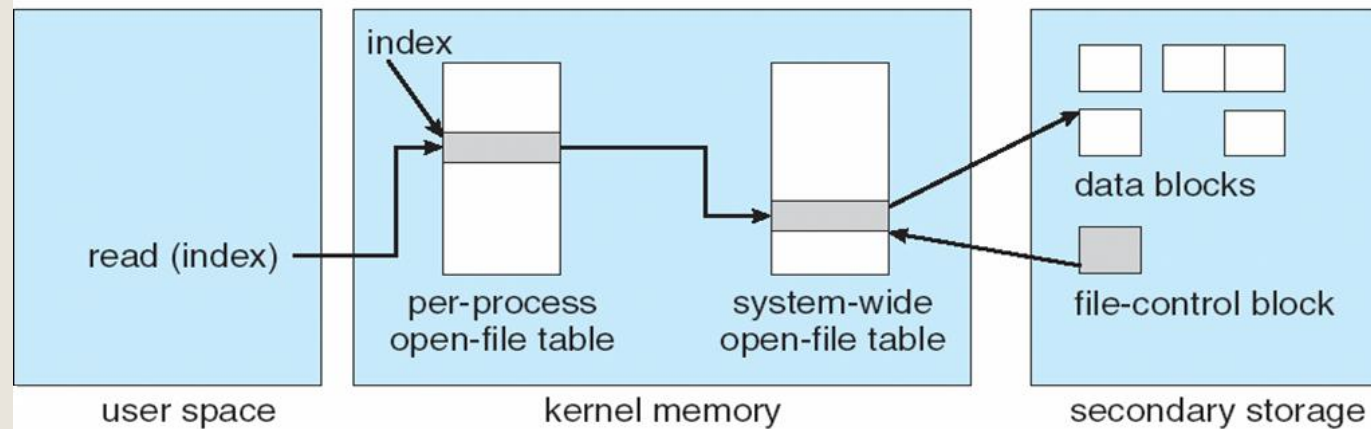 index
read (index)
per-process
open-file table
system-wide
open-file table
data blocks
file-control block
user space
kernel memory
secondary storage